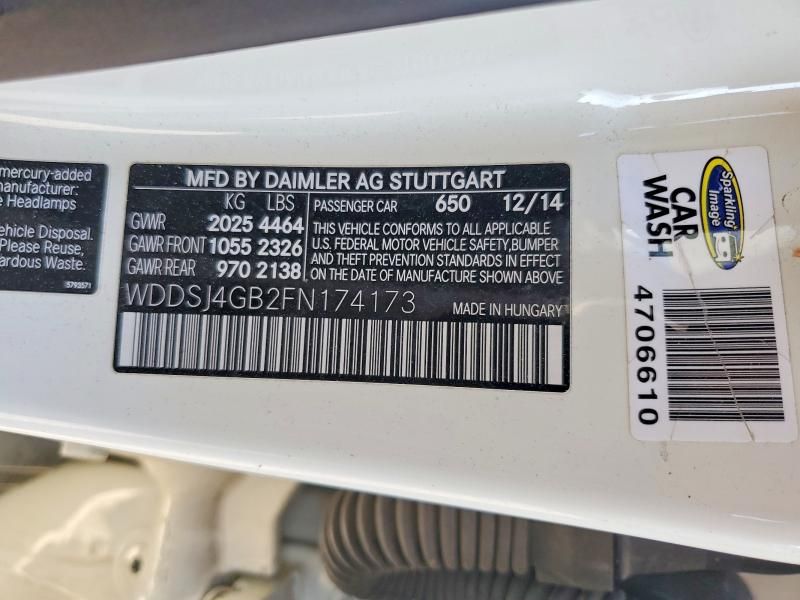 mercury-added
manufacturer:
e Headlamps
ehicle Disposal.
Please Reuse,
ardous Waste.
5793571
MFD BY DAIMLER AG STUTTGART
KG LBS
GVWR 2025 4464
GAWR FRONT 1055 2326
GAWR REAR 970 2138
PASSENGER CAR 650 12/14
THIS VEHICLE CONFORMS TO ALL APPLICABLE
U.S. FEDERAL MOTOR VEHICLE SAFETY, BUMPER
AND THEFT PREVENTION STANDARDS IN EFFECT
ON THE DATE OF MANUFACTURE SHOWN ABOVE
WDDSJ4GB2FN174173
MADE IN HUNGARY
Sparkling
Image
CAR
WASH
4706610